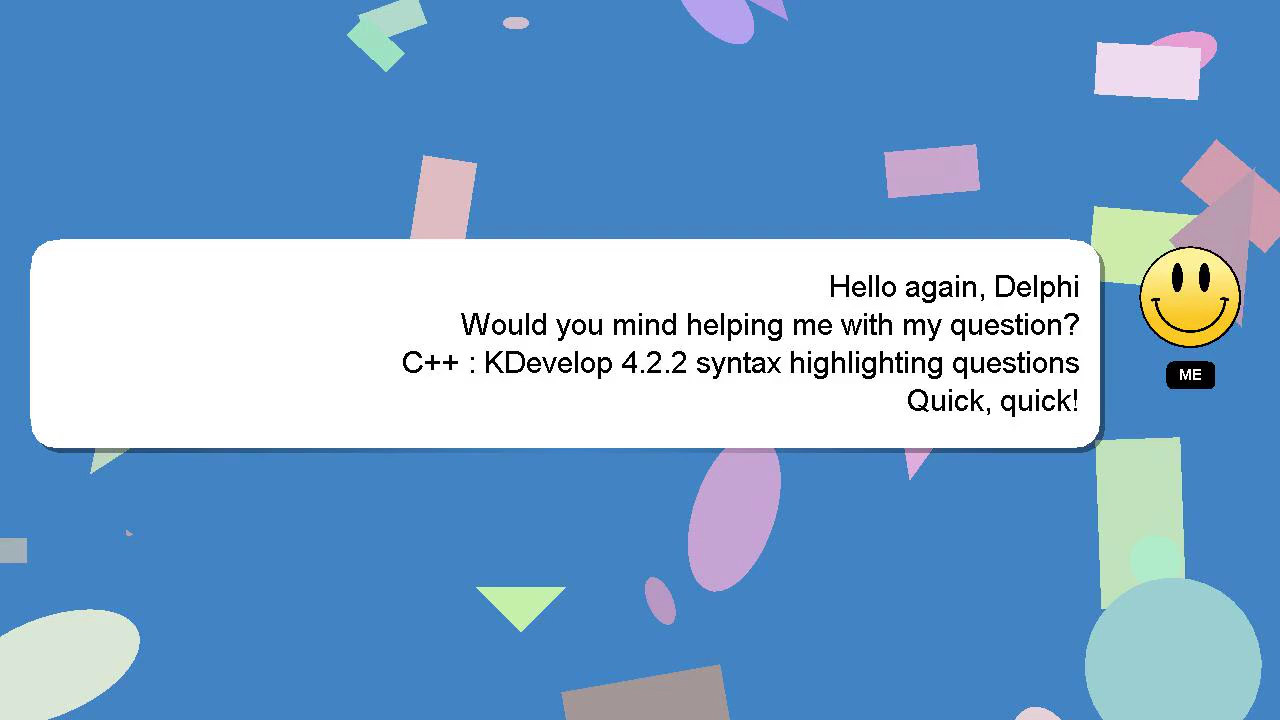 Hello again, Delphi
Would you mind helping me with my question?
C++ : KDevelop 4.2.2 syntax highlighting questions
Quick, quick!
ME